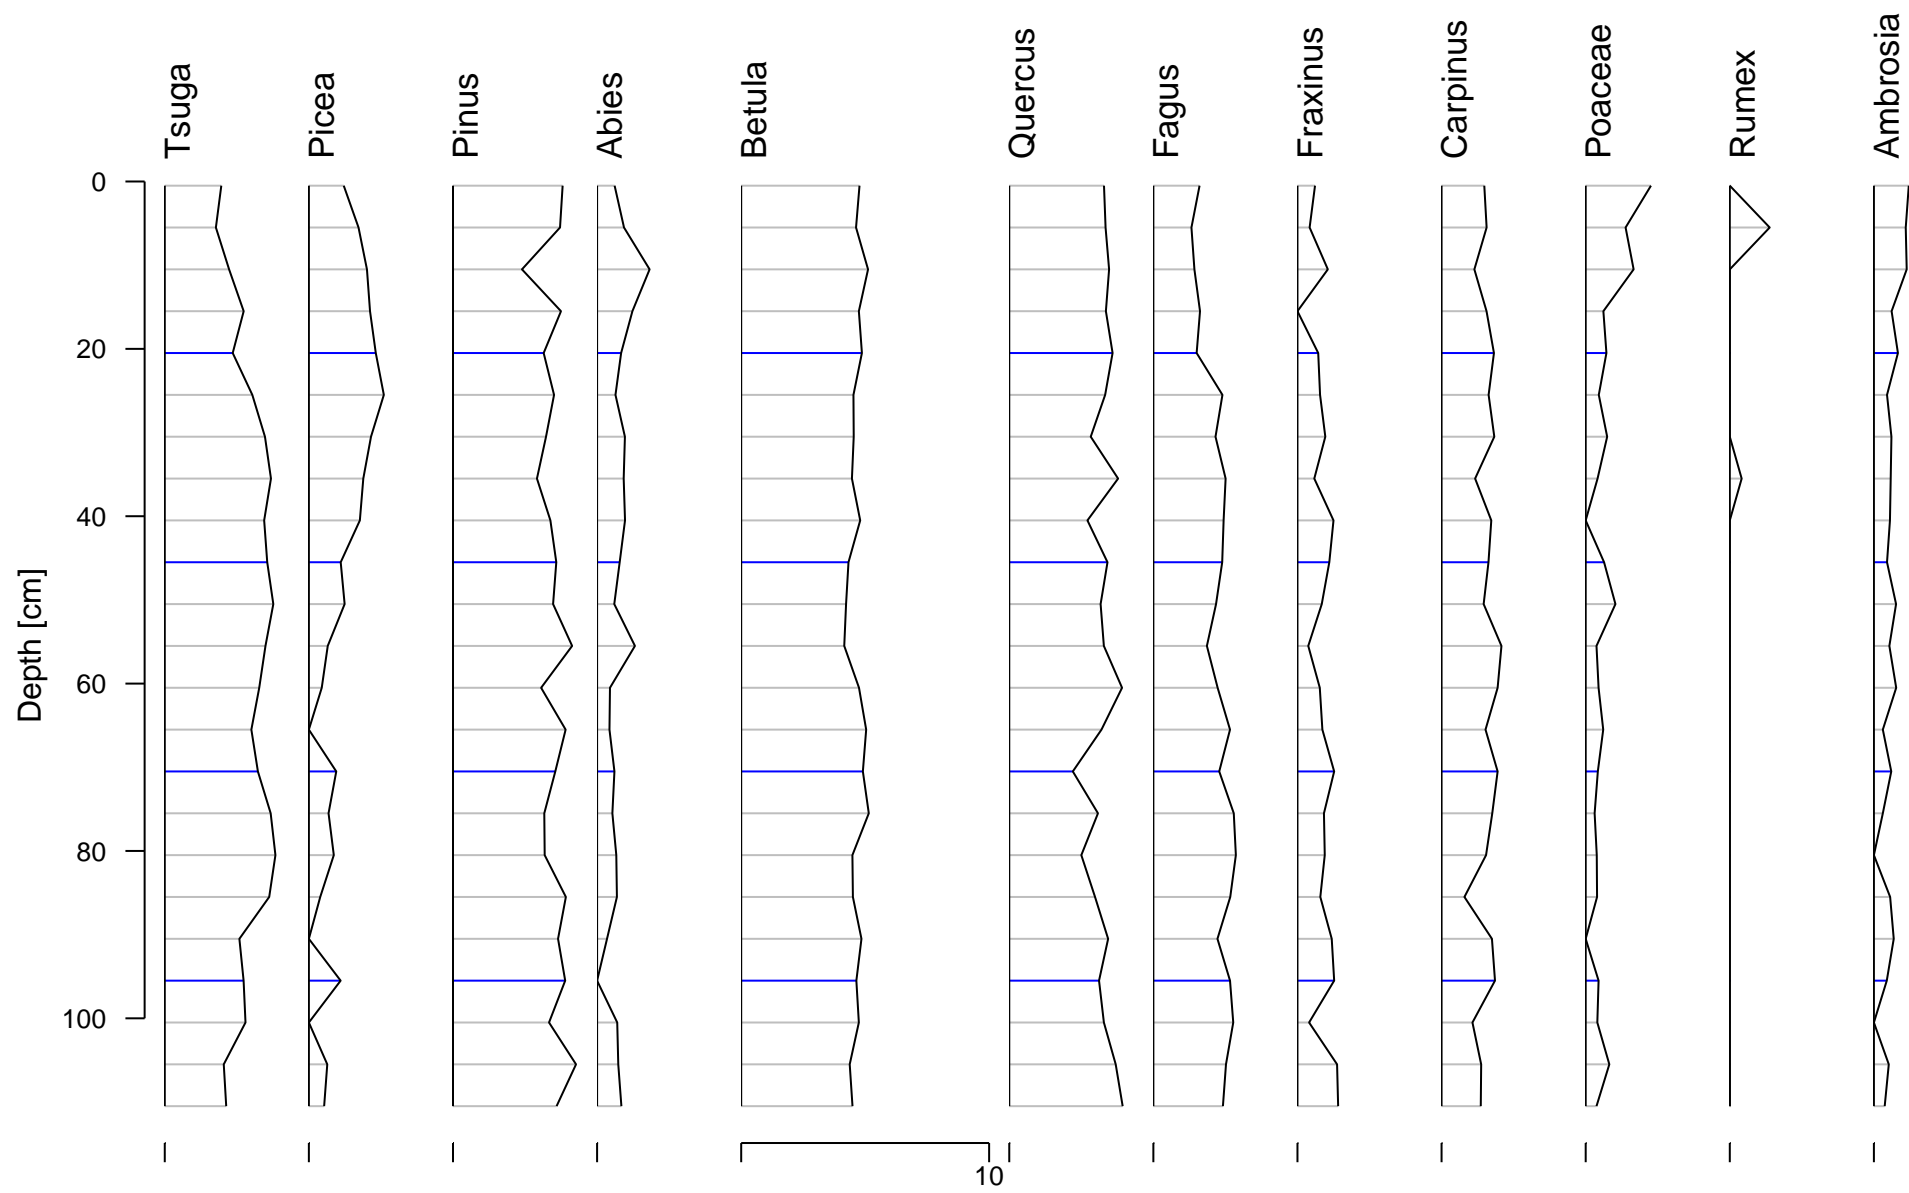 Tsuga
Picea
Pinus
Abies
Betula
Quercus
Fagus
Fraxinus
Carpinus
Poaceae
Rumex
Ambrosia
0
20
40
60
80
100
Depth [cm]
10